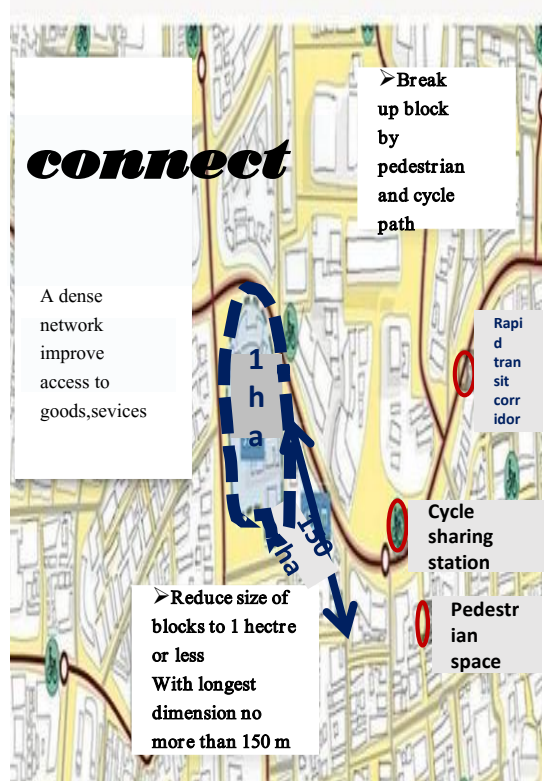 connect
A dense
network
improve
access to
goods,sevices
➢Break
up block
by
pedestrian
and cycle
path
1
h
a
150
ha
Rapi
d
tran
sit
corr
idor
Cycle
sharing
station
Pedestr
ian
space
➢Reduce size of
blocks to 1 hectre
or less
With longest
dimension no
more than 150 m